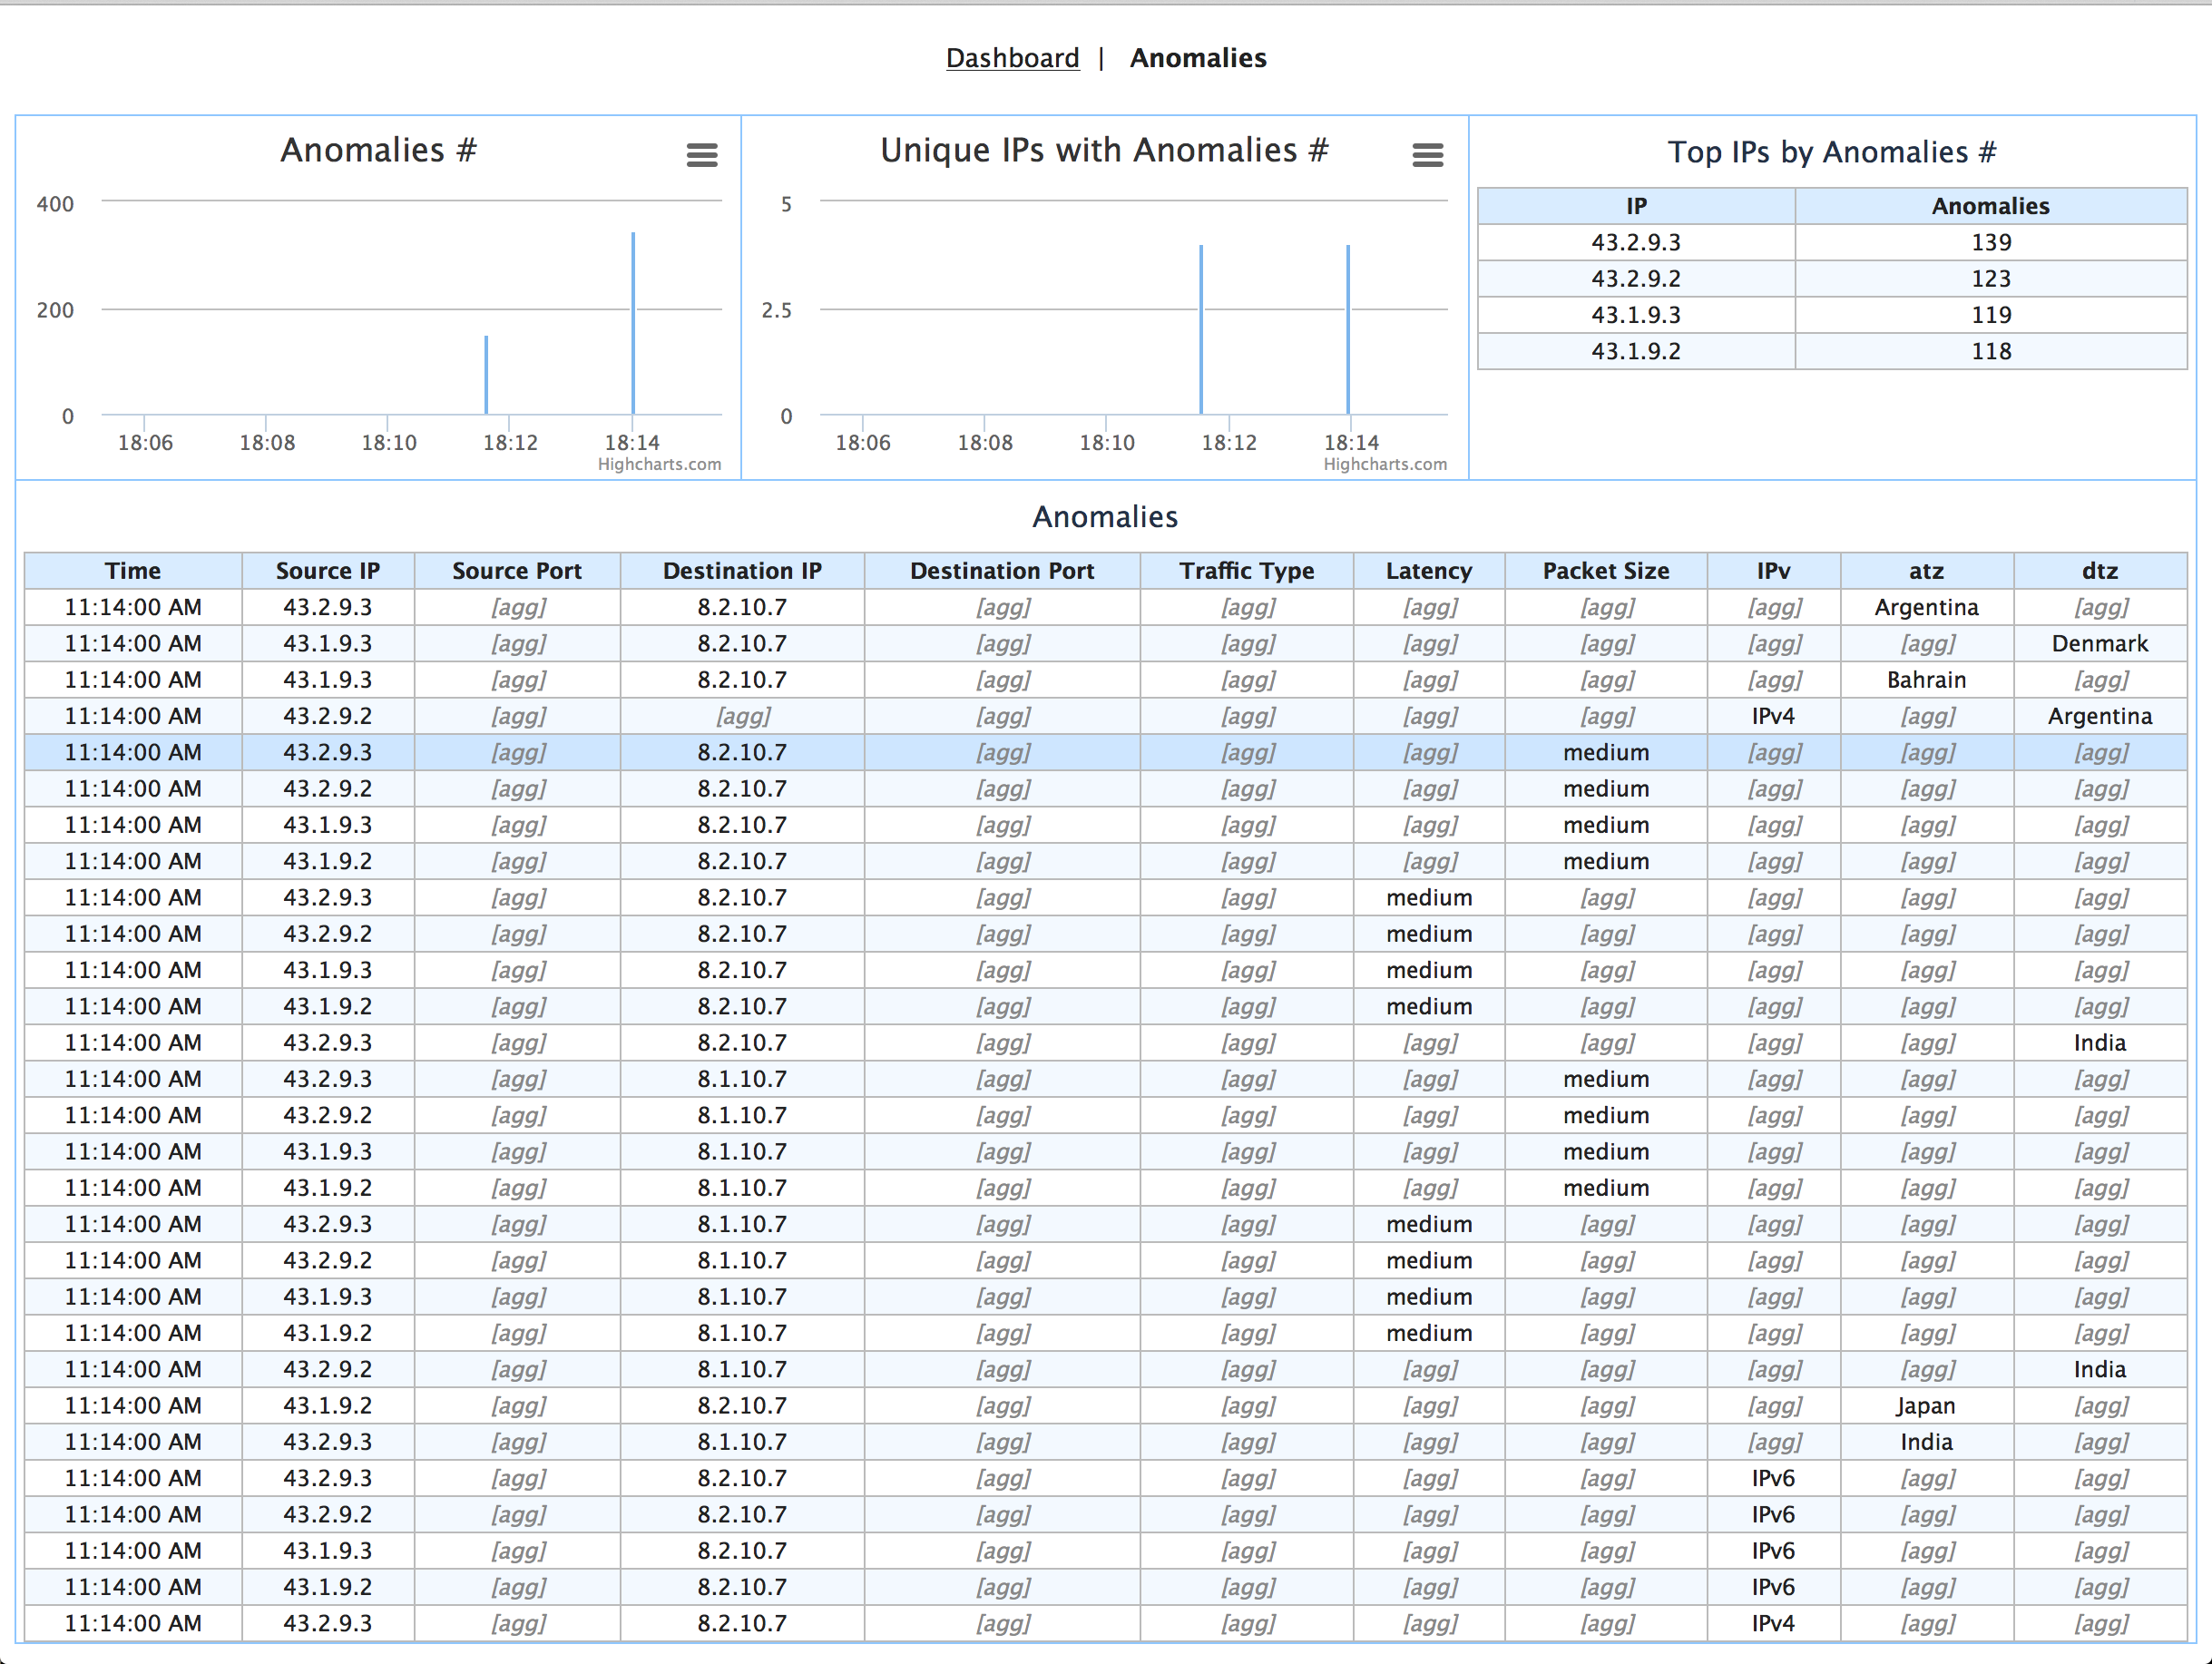 Dashboard | Anomalies
Anomalies #
400
200
0
18:06 18:08 18:10 18:12 18:14
Highcharts.com
Unique IPs with Anomalies #
5
2.5
0
18:06 18:08 18:10 18:12 18:14
Highcharts.com
Top IPs by Anomalies #
IP Anomalies
43.2.9.3 139
43.2.9.2 123
43.1.9.3 119
43.1.9.2 118
Anomalies
Time Source IP Source Port Destination IP Destination Port Traffic Type Latency Packet Size IPv atz dtz
11:14:00 AM 43.2.9.3 [agg] 8.2.10.7 [agg] [agg] [agg] [agg] [agg] Argentina [agg]
11:14:00 AM 43.1.9.3 [agg] 8.2.10.7 [agg] [agg] [agg] [agg] [agg] [agg] Denmark
11:14:00 AM 43.1.9.3 [agg] 8.2.10.7 [agg] [agg] [agg] [agg] [agg] Bahrain [agg]
11:14:00 AM 43.2.9.2 [agg] [agg] [agg] [agg] [agg] [agg] IPv4 [agg] Argentina
11:14:00 AM 43.2.9.3 [agg] 8.2.10.7 [agg] [agg] [agg] medium [agg] [agg] [agg]
11:14:00 AM 43.2.9.2 [agg] 8.2.10.7 [agg] [agg] [agg] medium [agg] [agg] [agg]
11:14:00 AM 43.1.9.3 [agg] 8.2.10.7 [agg] [agg] [agg] medium [agg] [agg] [agg]
11:14:00 AM 43.1.9.2 [agg] 8.2.10.7 [agg] [agg] [agg] medium [agg] [agg] [agg]
11:14:00 AM 43.2.9.3 [agg] 8.2.10.7 [agg] [agg] medium [agg] [agg] [agg] [agg]
11:14:00 AM 43.2.9.2 [agg] 8.2.10.7 [agg] [agg] medium [agg] [agg] [agg] [agg]
11:14:00 AM 43.1.9.3 [agg] 8.2.10.7 [agg] [agg] medium [agg] [agg] [agg] [agg]
11:14:00 AM 43.1.9.2 [agg] 8.2.10.7 [agg] [agg] medium [agg] [agg] [agg] [agg]
11:14:00 AM 43.2.9.3 [agg] 8.2.10.7 [agg] [agg] [agg] [agg] [agg] [agg] India
11:14:00 AM 43.2.9.3 [agg] 8.1.10.7 [agg] [agg] [agg] medium [agg] [agg] [agg]
11:14:00 AM 43.2.9.2 [agg] 8.1.10.7 [agg] [agg] [agg] medium [agg] [agg] [agg]
11:14:00 AM 43.1.9.3 [agg] 8.1.10.7 [agg] [agg] [agg] medium [agg] [agg] [agg]
11:14:00 AM 43.1.9.2 [agg] 8.1.10.7 [agg] [agg] [agg] medium [agg] [agg] [agg]
11:14:00 AM 43.2.9.3 [agg] 8.1.10.7 [agg] [agg] medium [agg] [agg] [agg] [agg]
11:14:00 AM 43.2.9.2 [agg] 8.1.10.7 [agg] [agg] medium [agg] [agg] [agg] [agg]
11:14:00 AM 43.1.9.3 [agg] 8.1.10.7 [agg] [agg] medium [agg] [agg] [agg] [agg]
11:14:00 AM 43.1.9.2 [agg] 8.1.10.7 [agg] [agg] medium [agg] [agg] [agg] [agg]
11:14:00 AM 43.2.9.2 [agg] 8.1.10.7 [agg] [agg] [agg] [agg] [agg] [agg] India
11:14:00 AM 43.1.9.2 [agg] 8.2.10.7 [agg] [agg] [agg] [agg] [agg] Japan [agg]
11:14:00 AM 43.2.9.3 [agg] 8.1.10.7 [agg] [agg] [agg] [agg] [agg] India [agg]
11:14:00 AM 43.2.9.3 [agg] 8.2.10.7 [agg] [agg] [agg] [agg] IPv6 [agg] [agg]
11:14:00 AM 43.2.9.2 [agg] 8.2.10.7 [agg] [agg] [agg] [agg] IPv6 [agg] [agg]
11:14:00 AM 43.1.9.3 [agg] 8.2.10.7 [agg] [agg] [agg] [agg] IPv6 [agg] [agg]
11:14:00 AM 43.1.9.2 [agg] 8.2.10.7 [agg] [agg] [agg] [agg] IPv6 [agg] [agg]
11:14:00 AM 43.2.9.3 [agg] 8.2.10.7 [agg] [agg] [agg] [agg] IPv4 [agg] [agg]